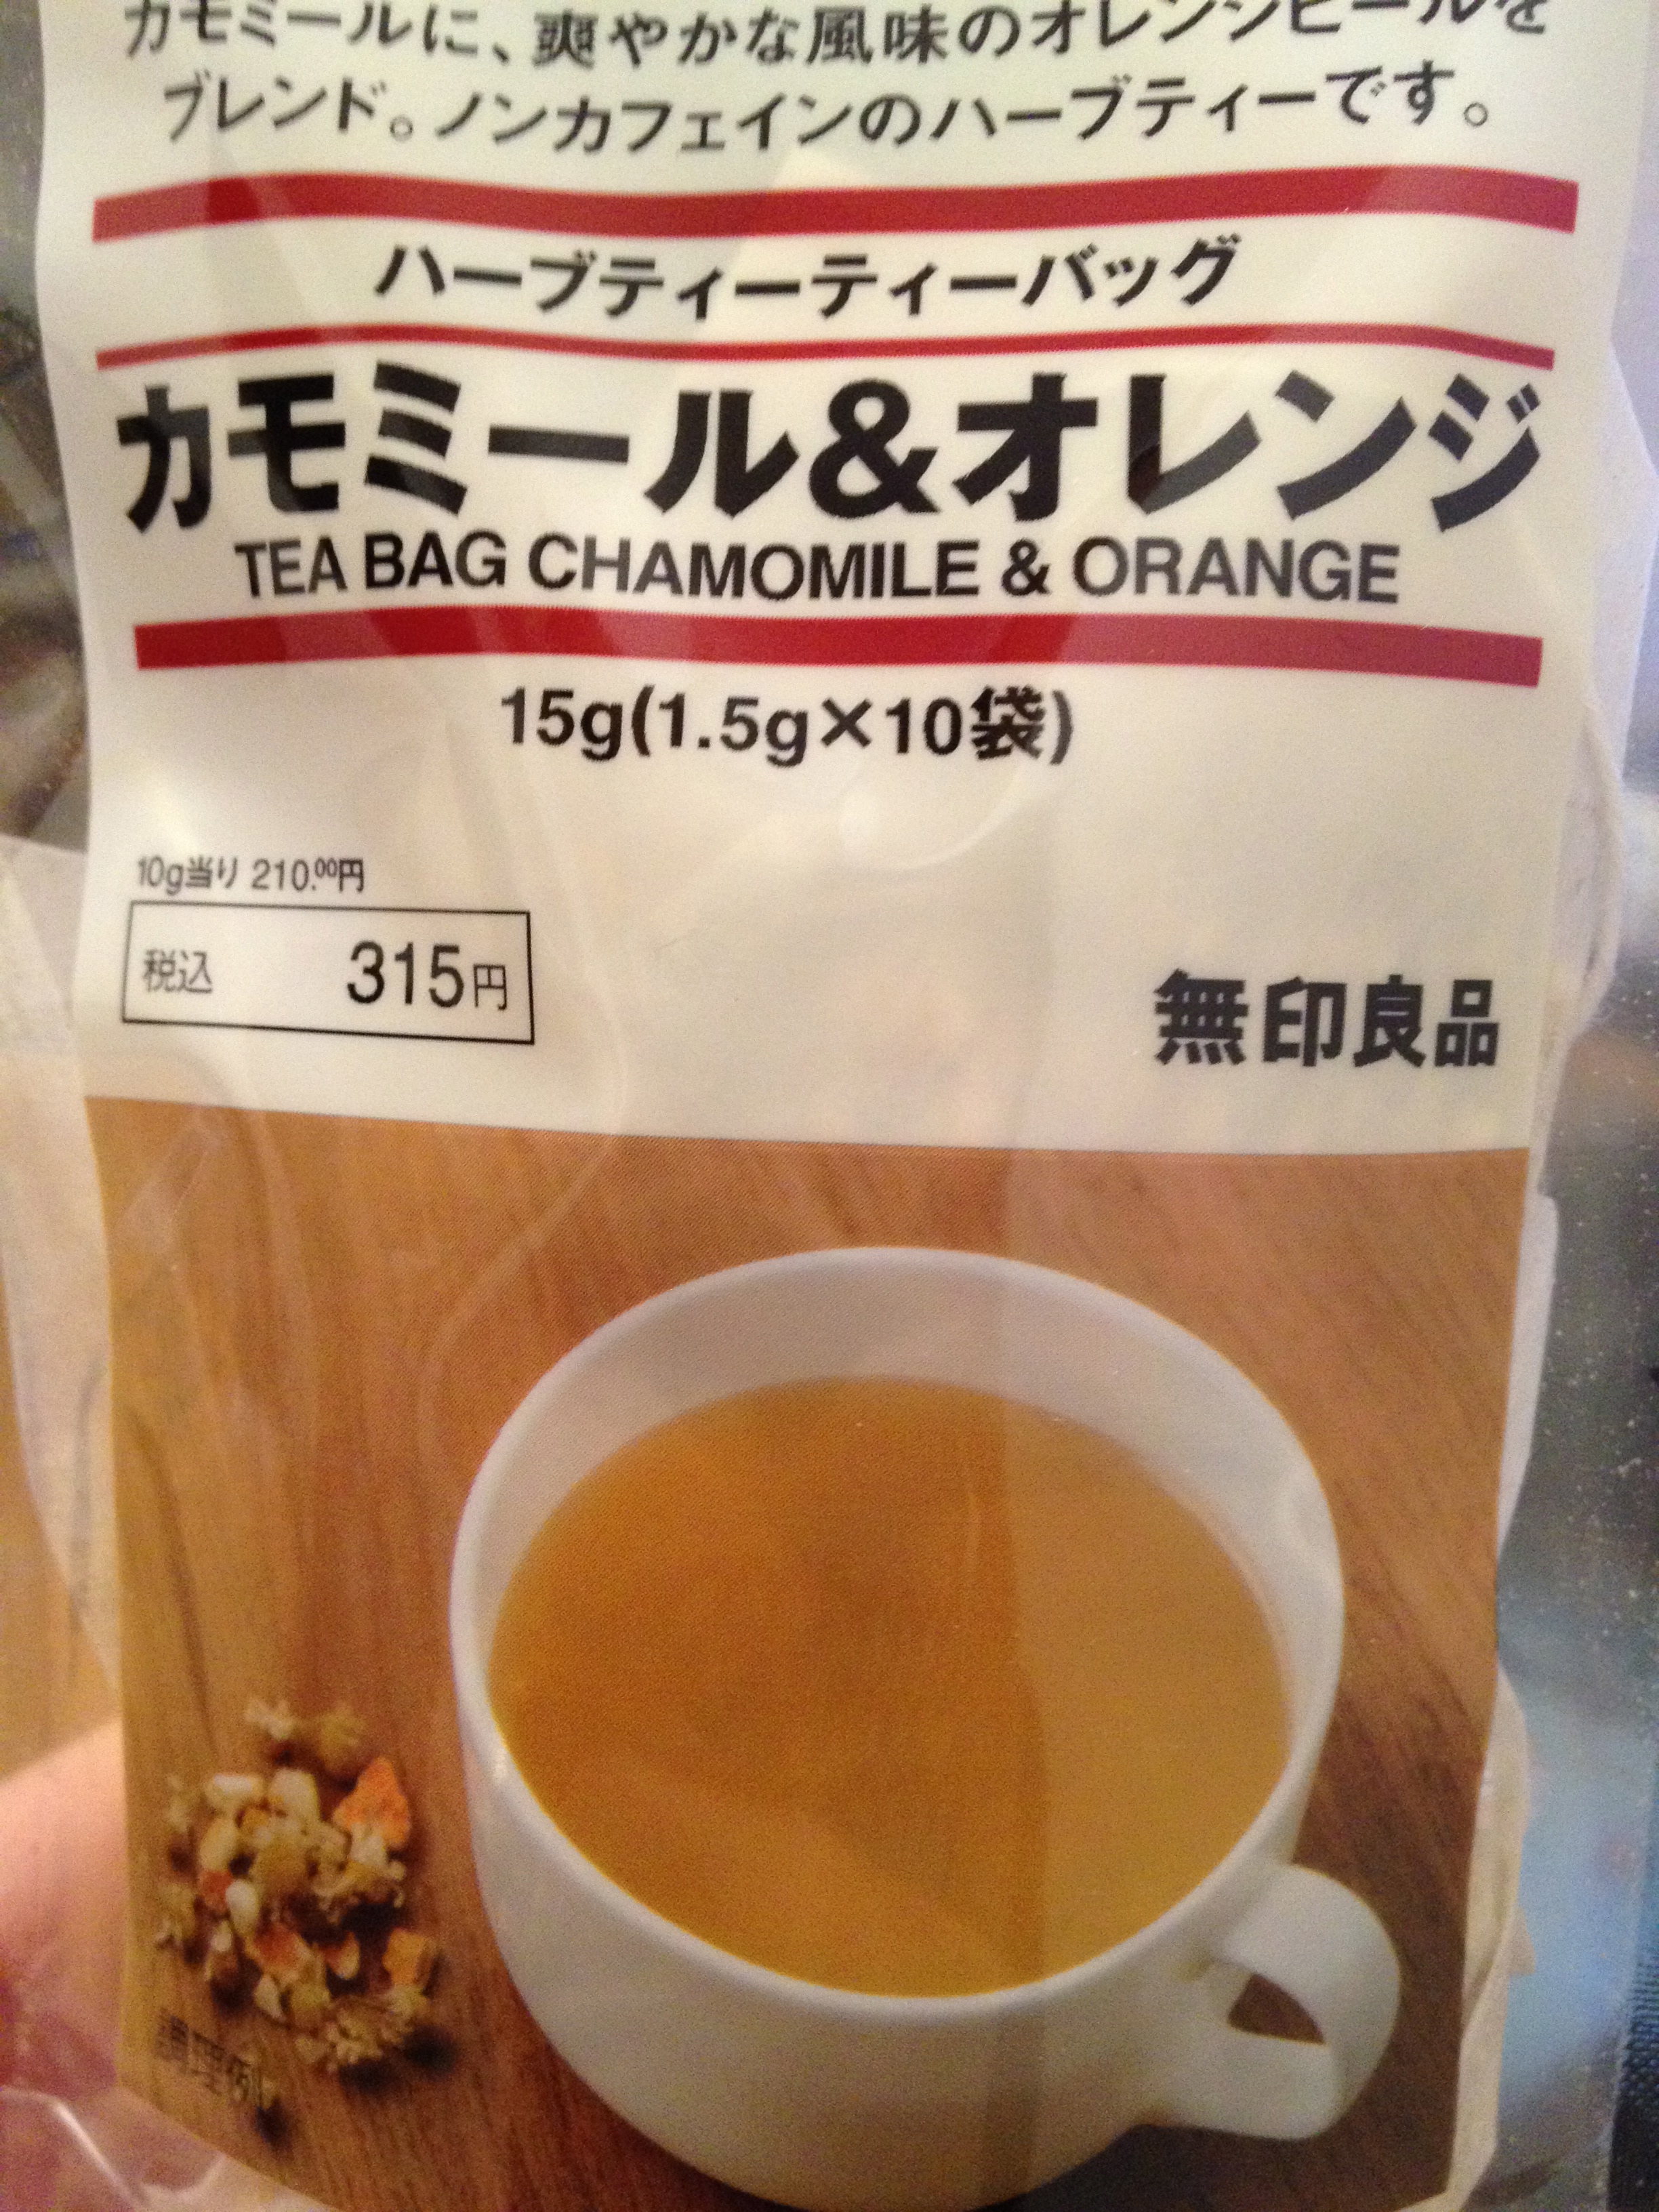 カモミールに、爽やかな風味のオレンジピールを
ブレンド。ノンカフェインのハーブティーです。
ハーブティーティーバッグ
カモミール&オレンジ
TEA BAG CHAMOMILE & ORANGE
15g(1.5g×10袋)
10g当り 210.00円
税込 315円
無印良品
調理例